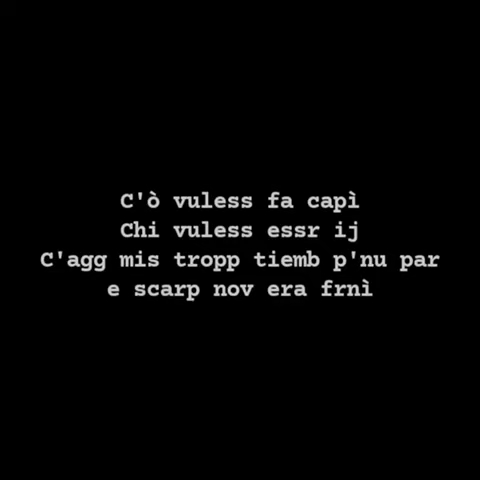 C'ò vuless fa capì
Chi vuless essr ij
C'agg mis tropp tiemb p'nu par
e scarp nov era frnì